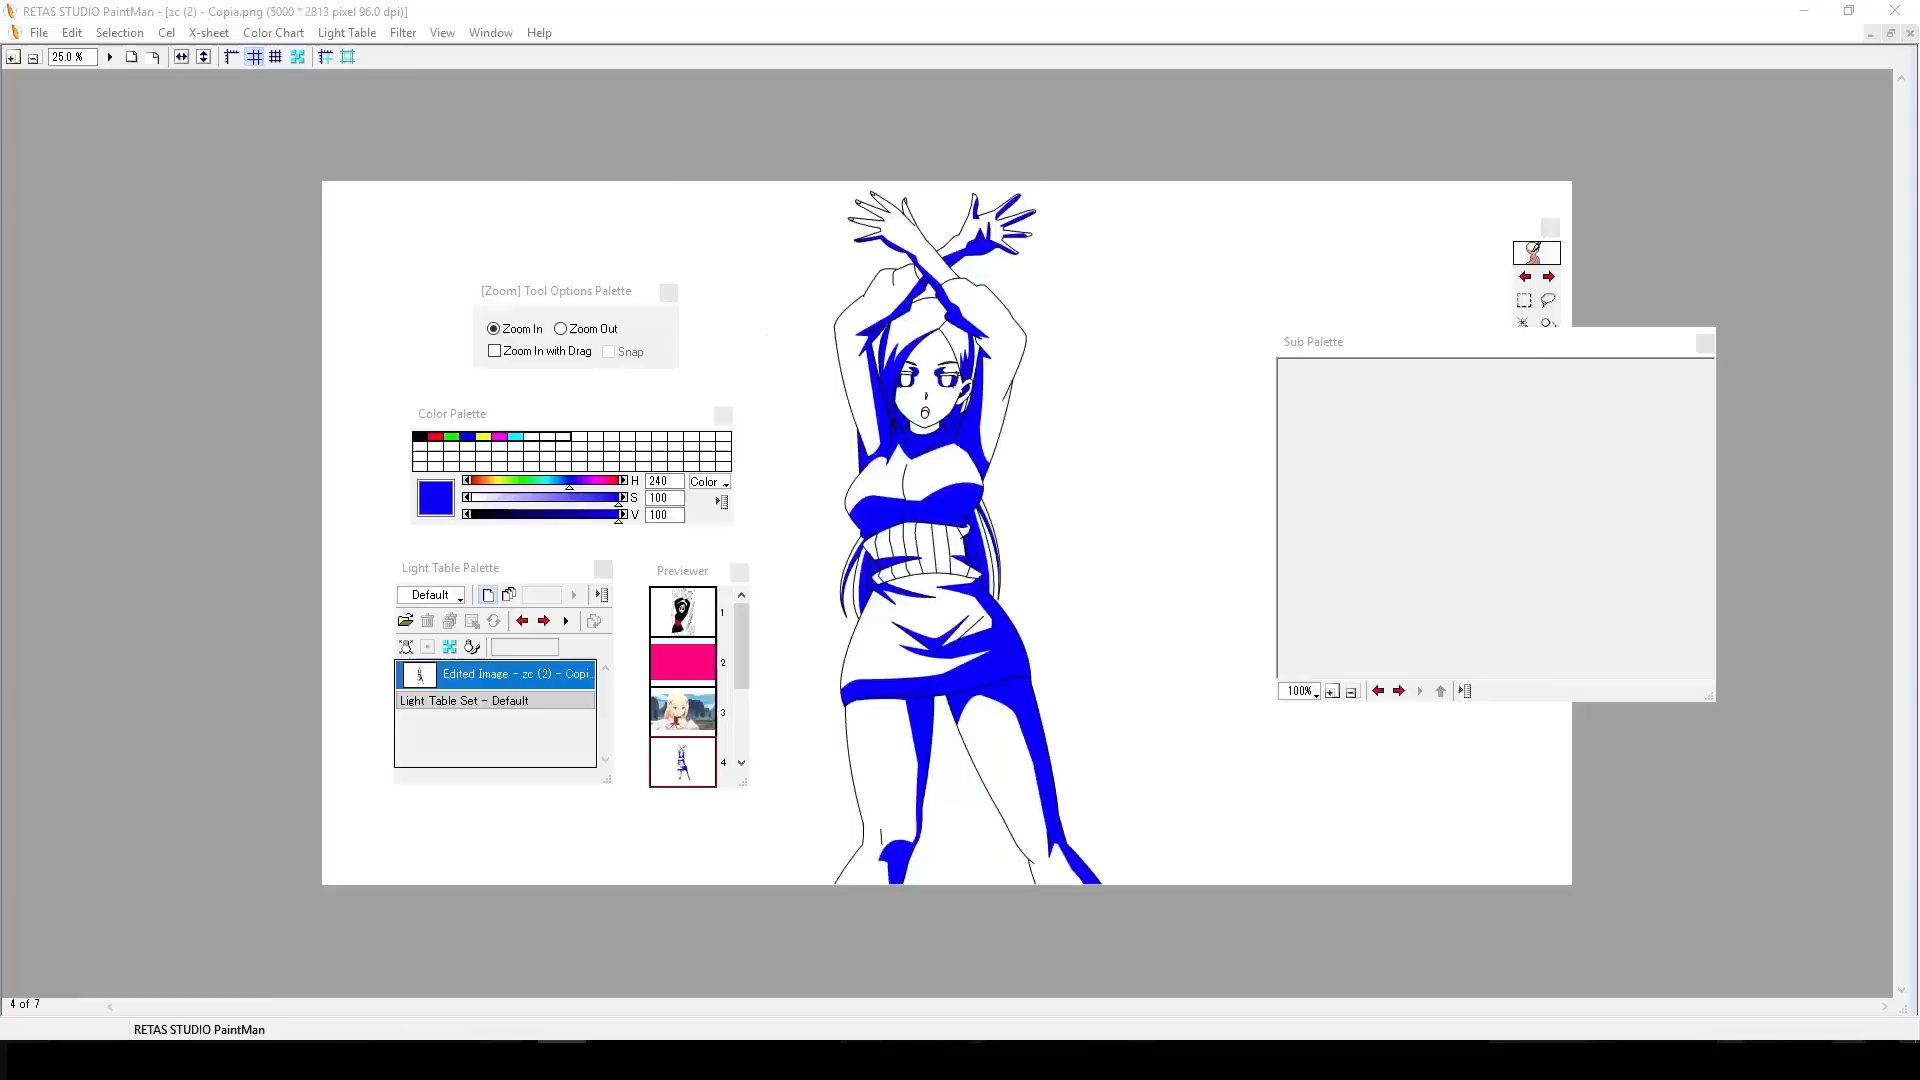 RETAS STUDIO PaintMan - [zc (2) - Copia.png (5000 * 2813 pixel 96.0 dpi)]
File Edit Selection Cel X-sheet Color Chart Light Table Filter View Window Help
25.0 %
[Zoom] Tool Options Palette
Zoom In Zoom Out
Zoom In with Drag Snap
Sub Palette
Color Palette
H 240 Color
S 100
V 100
Light Table Palette
Default
Edited Image - zc (2) - Copi..
Light Table Set - Default
Previewer
1
2
3
4
100%
4 of 7
RETAS STUDIO PaintMan